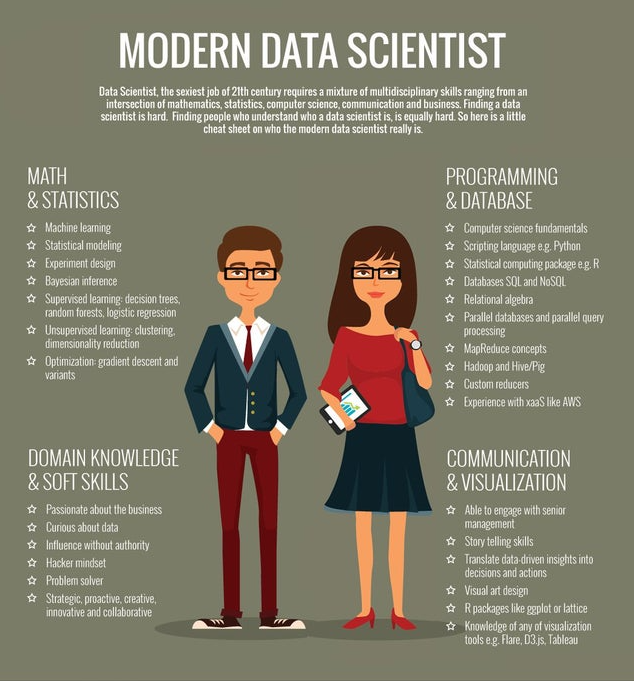 MODERN DATA SCIENTIST
Data Scientist, the sexiest job of 21th century requires a mixture of multidisciplinary skills ranging from an
intersection of mathematics, statistics, computer science, communication and business. Finding a data
scientist is hard. Finding people who understand who a data scientist is, is equally hard. So here is a little
cheat sheet on who the modern data scientist really is.
MATH
& STATISTICS
Machine learning
Statistical modeling
Experiment design
Bayesian inference
Supervised learning: decision trees,
random forests, logistic regression
Unsupervised learning: clustering,
dimensionality reduction
Optimization: gradient descent and
variants
PROGRAMMING
& DATABASE
Computer science fundamentals
Scripting language e.g. Python
Statistical computing package e.g. R
Databases SQL and NoSQL
Relational algebra
Parallel databases and parallel query
processing
MapReduce concepts
Hadoop and Hive/Pig
Custom reducers
Experience with xaaS like AWS
DOMAIN KNOWLEDGE
& SOFT SKILLS
Passionate about the business
Curious about data
Influence without authority
Hacker mindset
Problem solver
Strategic, proactive, creative,
innovative and collaborative
COMMUNICATION
& VISUALIZATION
Able to engage with senior
management
Story telling skills
Translate data-driven insights into
decisions and actions
Visual art design
R packages like ggplot or lattice
Knowledge of any of visualization
tools e.g. Flare, D3.js, Tableau